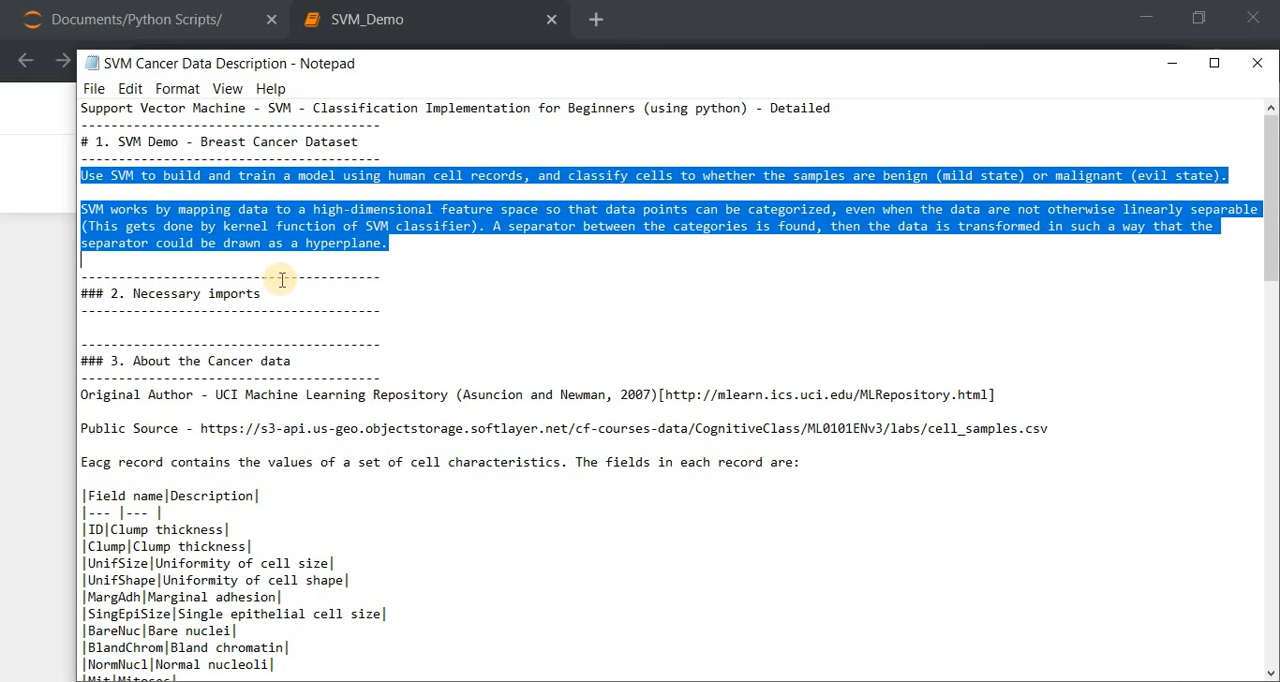 Documents/Python Scripts/
SVM_Demo
SVM Cancer Data Description - Notepad
File Edit Format View Help
Support Vector Machine - SVM - Classification Implementation for Beginners (using python) - Detailed
----------------------------------------
# 1. SVM Demo - Breast Cancer Dataset
----------------------------------------
Use SVM to build and train a model using human cell records, and classify cells to whether the samples are benign (mild state) or malignant (evil state).
SVM works by mapping data to a high-dimensional feature space so that data points can be categorized, even when the data are not otherwise linearly separable
(This gets done by kernel function of SVM classifier). A separator between the categories is found, then the data is transformed in such a way that the
separator could be drawn as a hyperplane.
----------------------------------------
### 2. Necessary imports
----------------------------------------
----------------------------------------
### 3. About the Cancer data
----------------------------------------
Original Author - UCI Machine Learning Repository (Asuncion and Newman, 2007)[http://mlearn.ics.uci.edu/MLRepository.html]
Public Source - https://s3-api.us-geo.objectstorage.softlayer.net/cf-courses-data/CognitiveClass/ML0101ENv3/labs/cell_samples.csv
Eacg record contains the values of a set of cell characteristics. The fields in each record are:
|Field name|Description|
|--- |--- |
|ID|Clump thickness|
|Clump|Clump thickness|
|UnifSize|Uniformity of cell size|
|UnifShape|Uniformity of cell shape|
|MargAdh|Marginal adhesion|
|SingEpiSize|Single epithelial cell size|
|BareNuc|Bare nuclei|
|BlandChrom|Bland chromatin|
|NormNucl|Normal nucleoli|
|Mit|Mitoses|